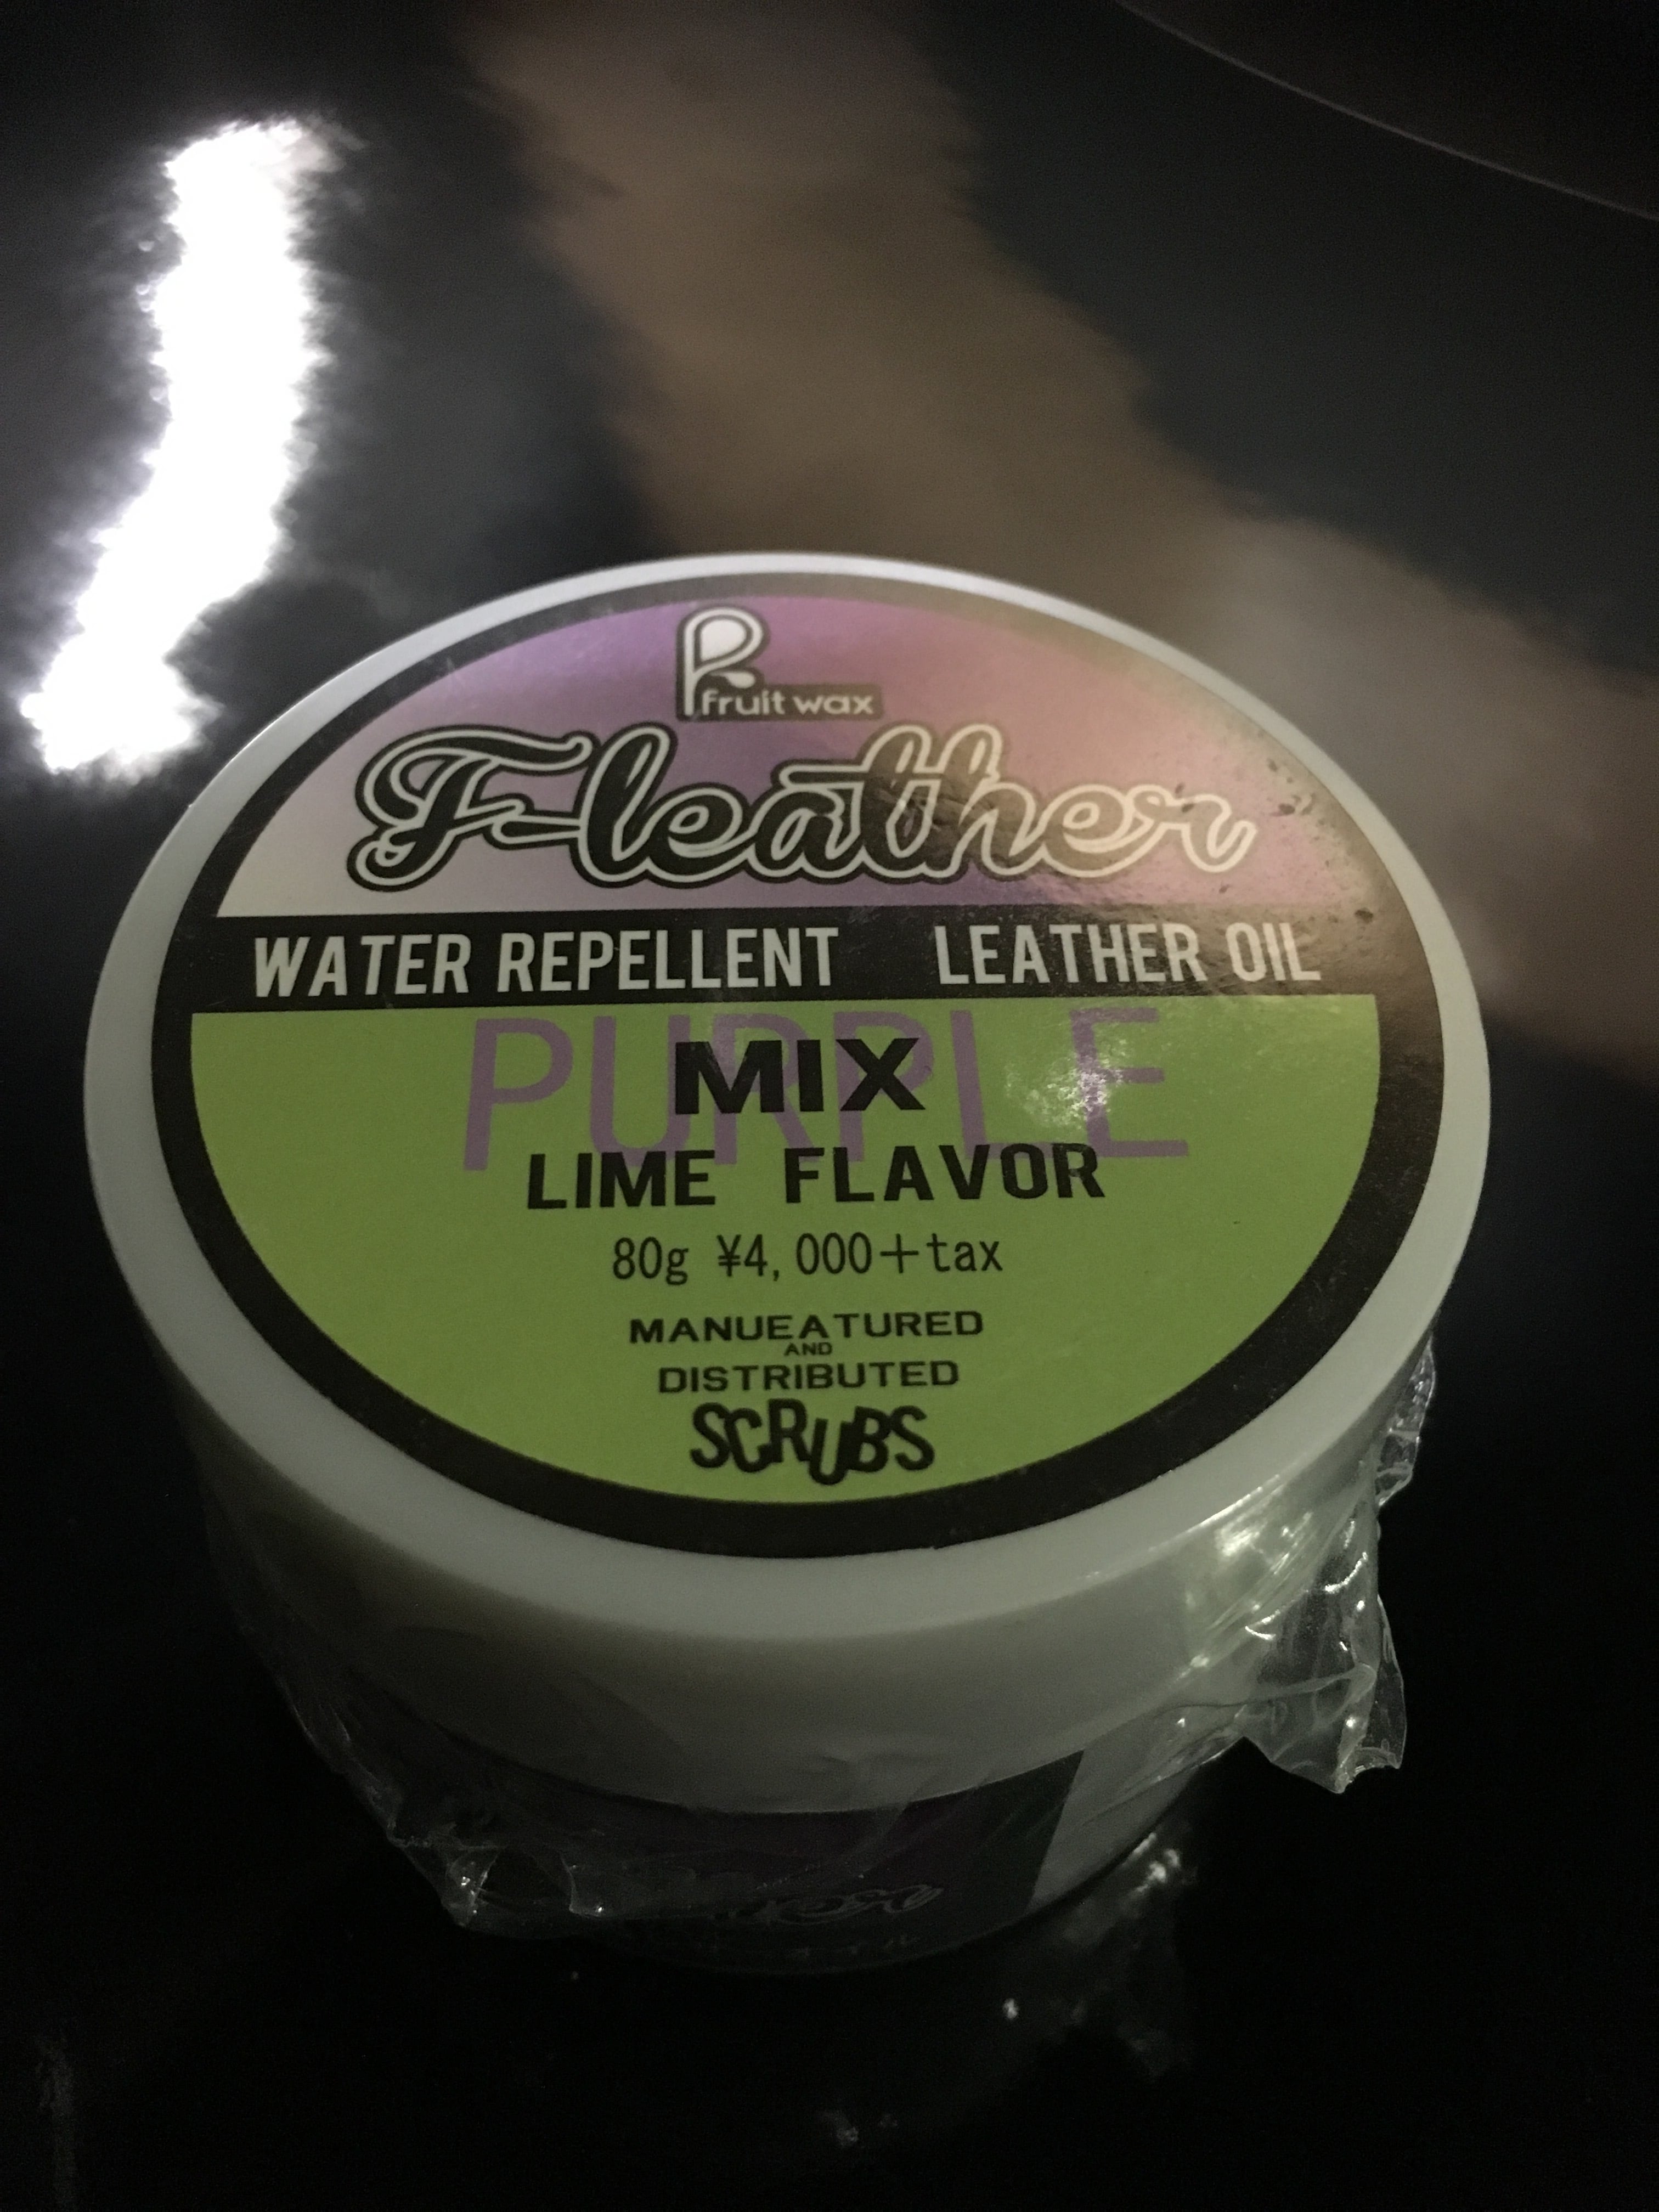 fruit wax
F-leather
WATER REPELLENT LEATHER OIL
PURPLE
MIX
LIME FLAVOR
80g ¥4,000+tax
MANUEATURED
AND
DISTRIBUTED
SCRUBS